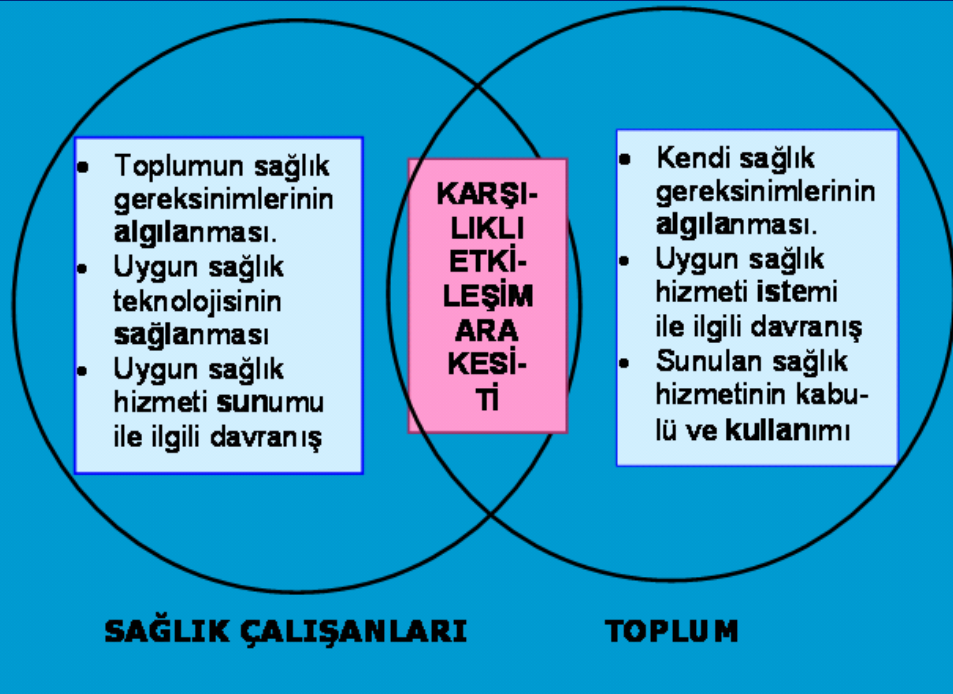 • Toplumun sağlık
gereksinimlerinin
algılanması.
• Uygun sağlık
teknolojisinin
sağlanması
• Uygun sağlık
hizmeti sunumu
ile ilgili davranış
KARŞI-
LIKLI
ETKİ-
LEŞİM
ARA
KESİ-
Tİ
• Kendi sağlık
gereksinimlerinin
algılanması.
• Uygun sağlık
hizmeti istemi
ile ilgili davranış
• Sunulan sağlık
hizmetinin kabu-
lü ve kullanımı
SAĞLIK ÇALIŞANLARI
TOPLUM